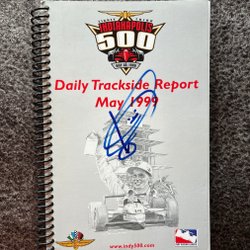 INDIANAPOLIS
500
Daily Trackside Report
May 1999
www.indy500.com